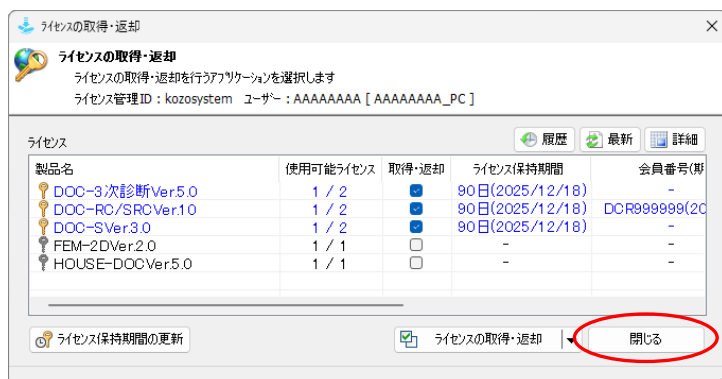 ライセンスの取得・返却
ライセンスの取得・返却
ライセンスの取得・返却を行うアプリケーションを選択します
ライセンス管理ID：kozosystem ユーザー：AAAAAAAA [ AAAAAAAA_PC ]
ライセンス 履歴 最新 詳細
製品名 使用可能ライセンス 取得・返却 ライセンス保持期間 会員番号(期
DOC-3次診断Ver.5.0 1 / 2 90日(2025/12/18) -
DOC-RC/SRCVer.10 1 / 2 90日(2025/12/18) DCR999999(20
DOC-SVer.3.0 1 / 2 90日(2025/12/18) -
FEM-2DVer.2.0 1 / 1 - -
HOUSE-DOCVer.5.0 1 / 1 - -
ライセンス保持期間の更新 ライセンスの取得・返却 閉じる